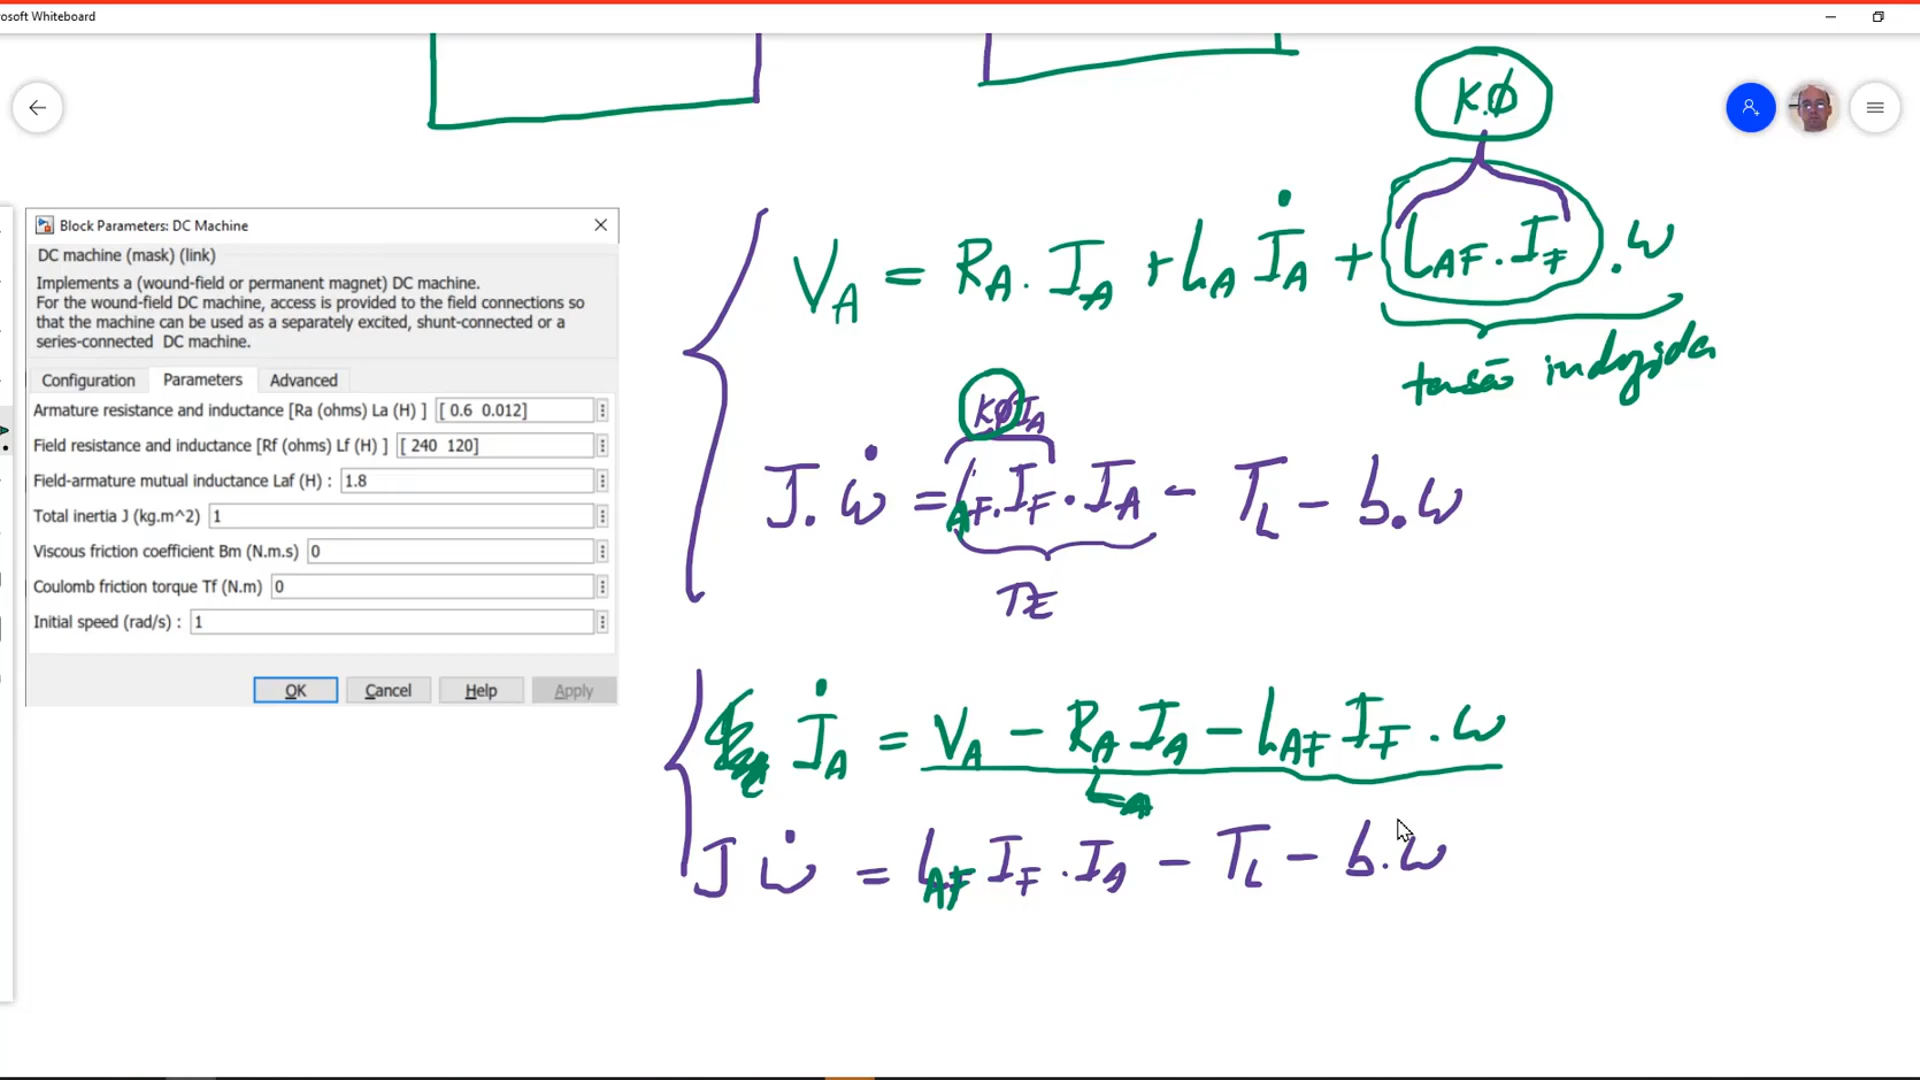 osoft Whiteboard
K.Ø
Block Parameters: DC Machine
DC machine (mask) (link)
Implements a (wound-field or permanent magnet) DC machine.
For the wound-field DC machine, access is provided to the field connections so
that the machine can be used as a separately excited, shunt-connected or a
series-connected DC machine.
Configuration Parameters Advanced
Armature resistance and inductance [Ra (ohms) La (H) ] [ 0.6 0.012]
Field resistance and inductance [Rf (ohms) Lf (H) ] [ 240 120]
Field-armature mutual inductance Laf (H) : 1.8
Total inertia J (kg.m^2) 1
Viscous friction coefficient Bm (N.m.s) 0
Coulomb friction torque Tf (N.m) 0
Initial speed (rad/s) : 1
OK Cancel Help Apply
V_A = R_A . I_A + L_A İ_A + L_AF . I_F . ω
tensão induzida
KØ I_A
J . ω̇ = L_AF . I_F . I_A - T_L - b . ω
TE
İ_A = V_A - R_A I_A - L_AF I_F . ω
L_A
J ω̇ = L_AF I_F . I_A - T_L - b . ω